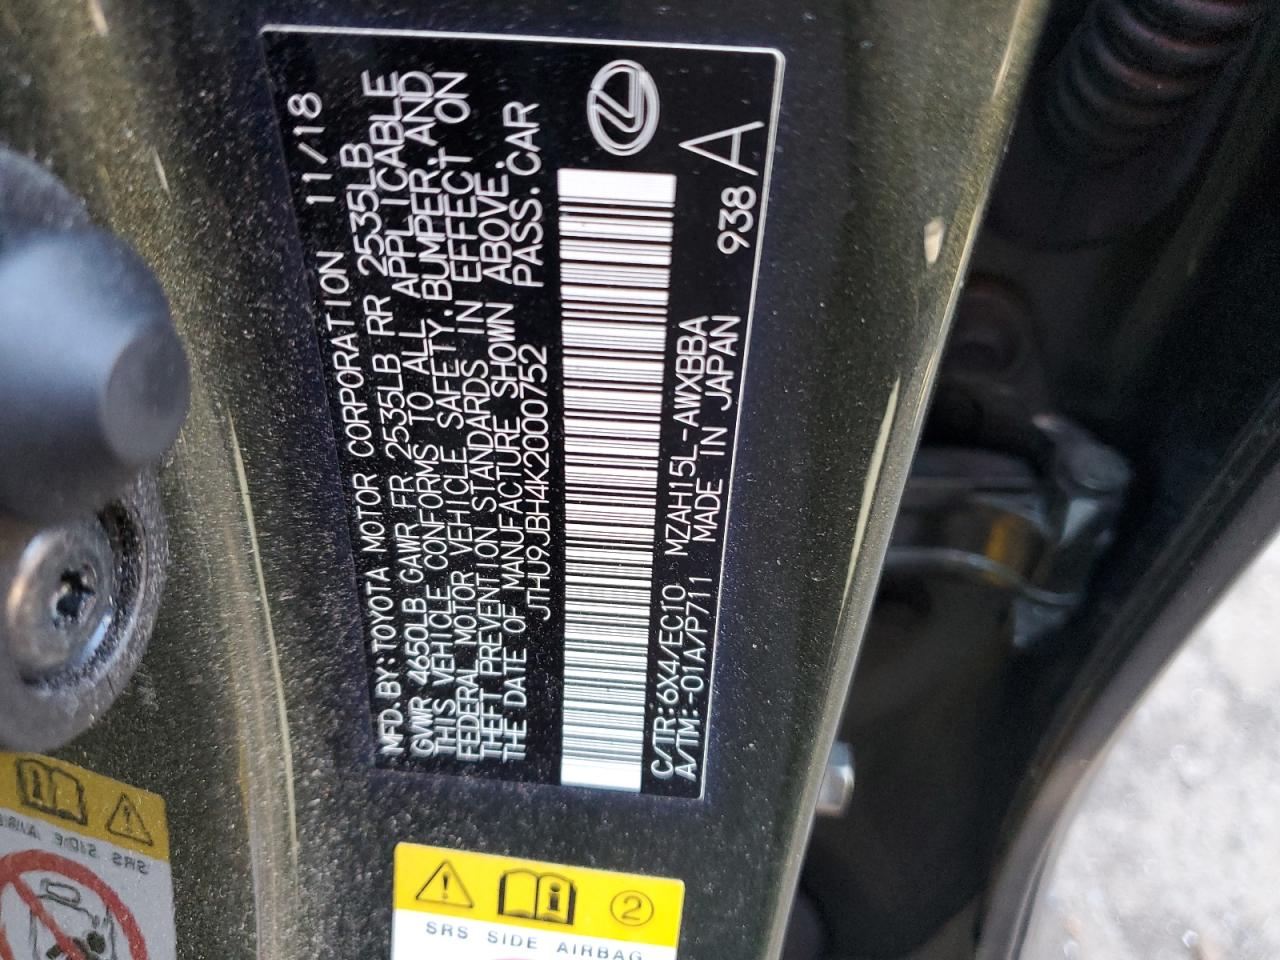 MFD.BY:TOYOTA MOTOR CORPORATION 11/18
GVWR 4650LB GAWR FR 2535LB RR 2535LB
THIS VEHICLE CONFORMS TO ALL APPLICABLE
FEDERAL MOTOR VEHICLE SAFETY,BUMPER,AND
THEFT PREVENTION STANDARDS IN EFFECT ON
THE DATE OF MANUFACTURE SHOWN ABOVE.
JTHU9JBH4K2000752 PASS.CAR
C/TR:6X4/EC10 MZAH15L-AWXBBA
A/TM:-01A/P711 MADE IN JAPAN 938 A
2
SRS SIDE AIRBAG
SRS SIDE AIRB